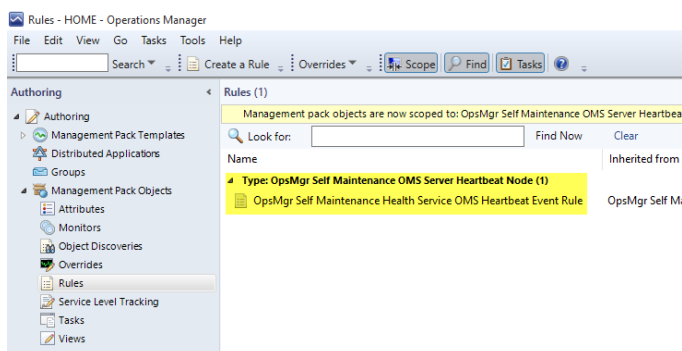 Rules - HOME - Operations Manager
File Edit View Go Tasks Tools Help
Search Create a Rule Overrides Scope Find Tasks
Authoring
Authoring
Management Pack Templates
Distributed Applications
Groups
Management Pack Objects
Attributes
Monitors
Object Discoveries
Overrides
Rules
Service Level Tracking
Tasks
Views
Rules (1)
Management pack objects are now scoped to: OpsMgr Self Maintenance OMS Server Heartbea
Look for: Find Now Clear
Name Inherited from
Type: OpsMgr Self Maintenance OMS Server Heartbeat Node (1)
OpsMgr Self Maintenance Health Service OMS Heartbeat Event Rule OpsMgr Self Ma